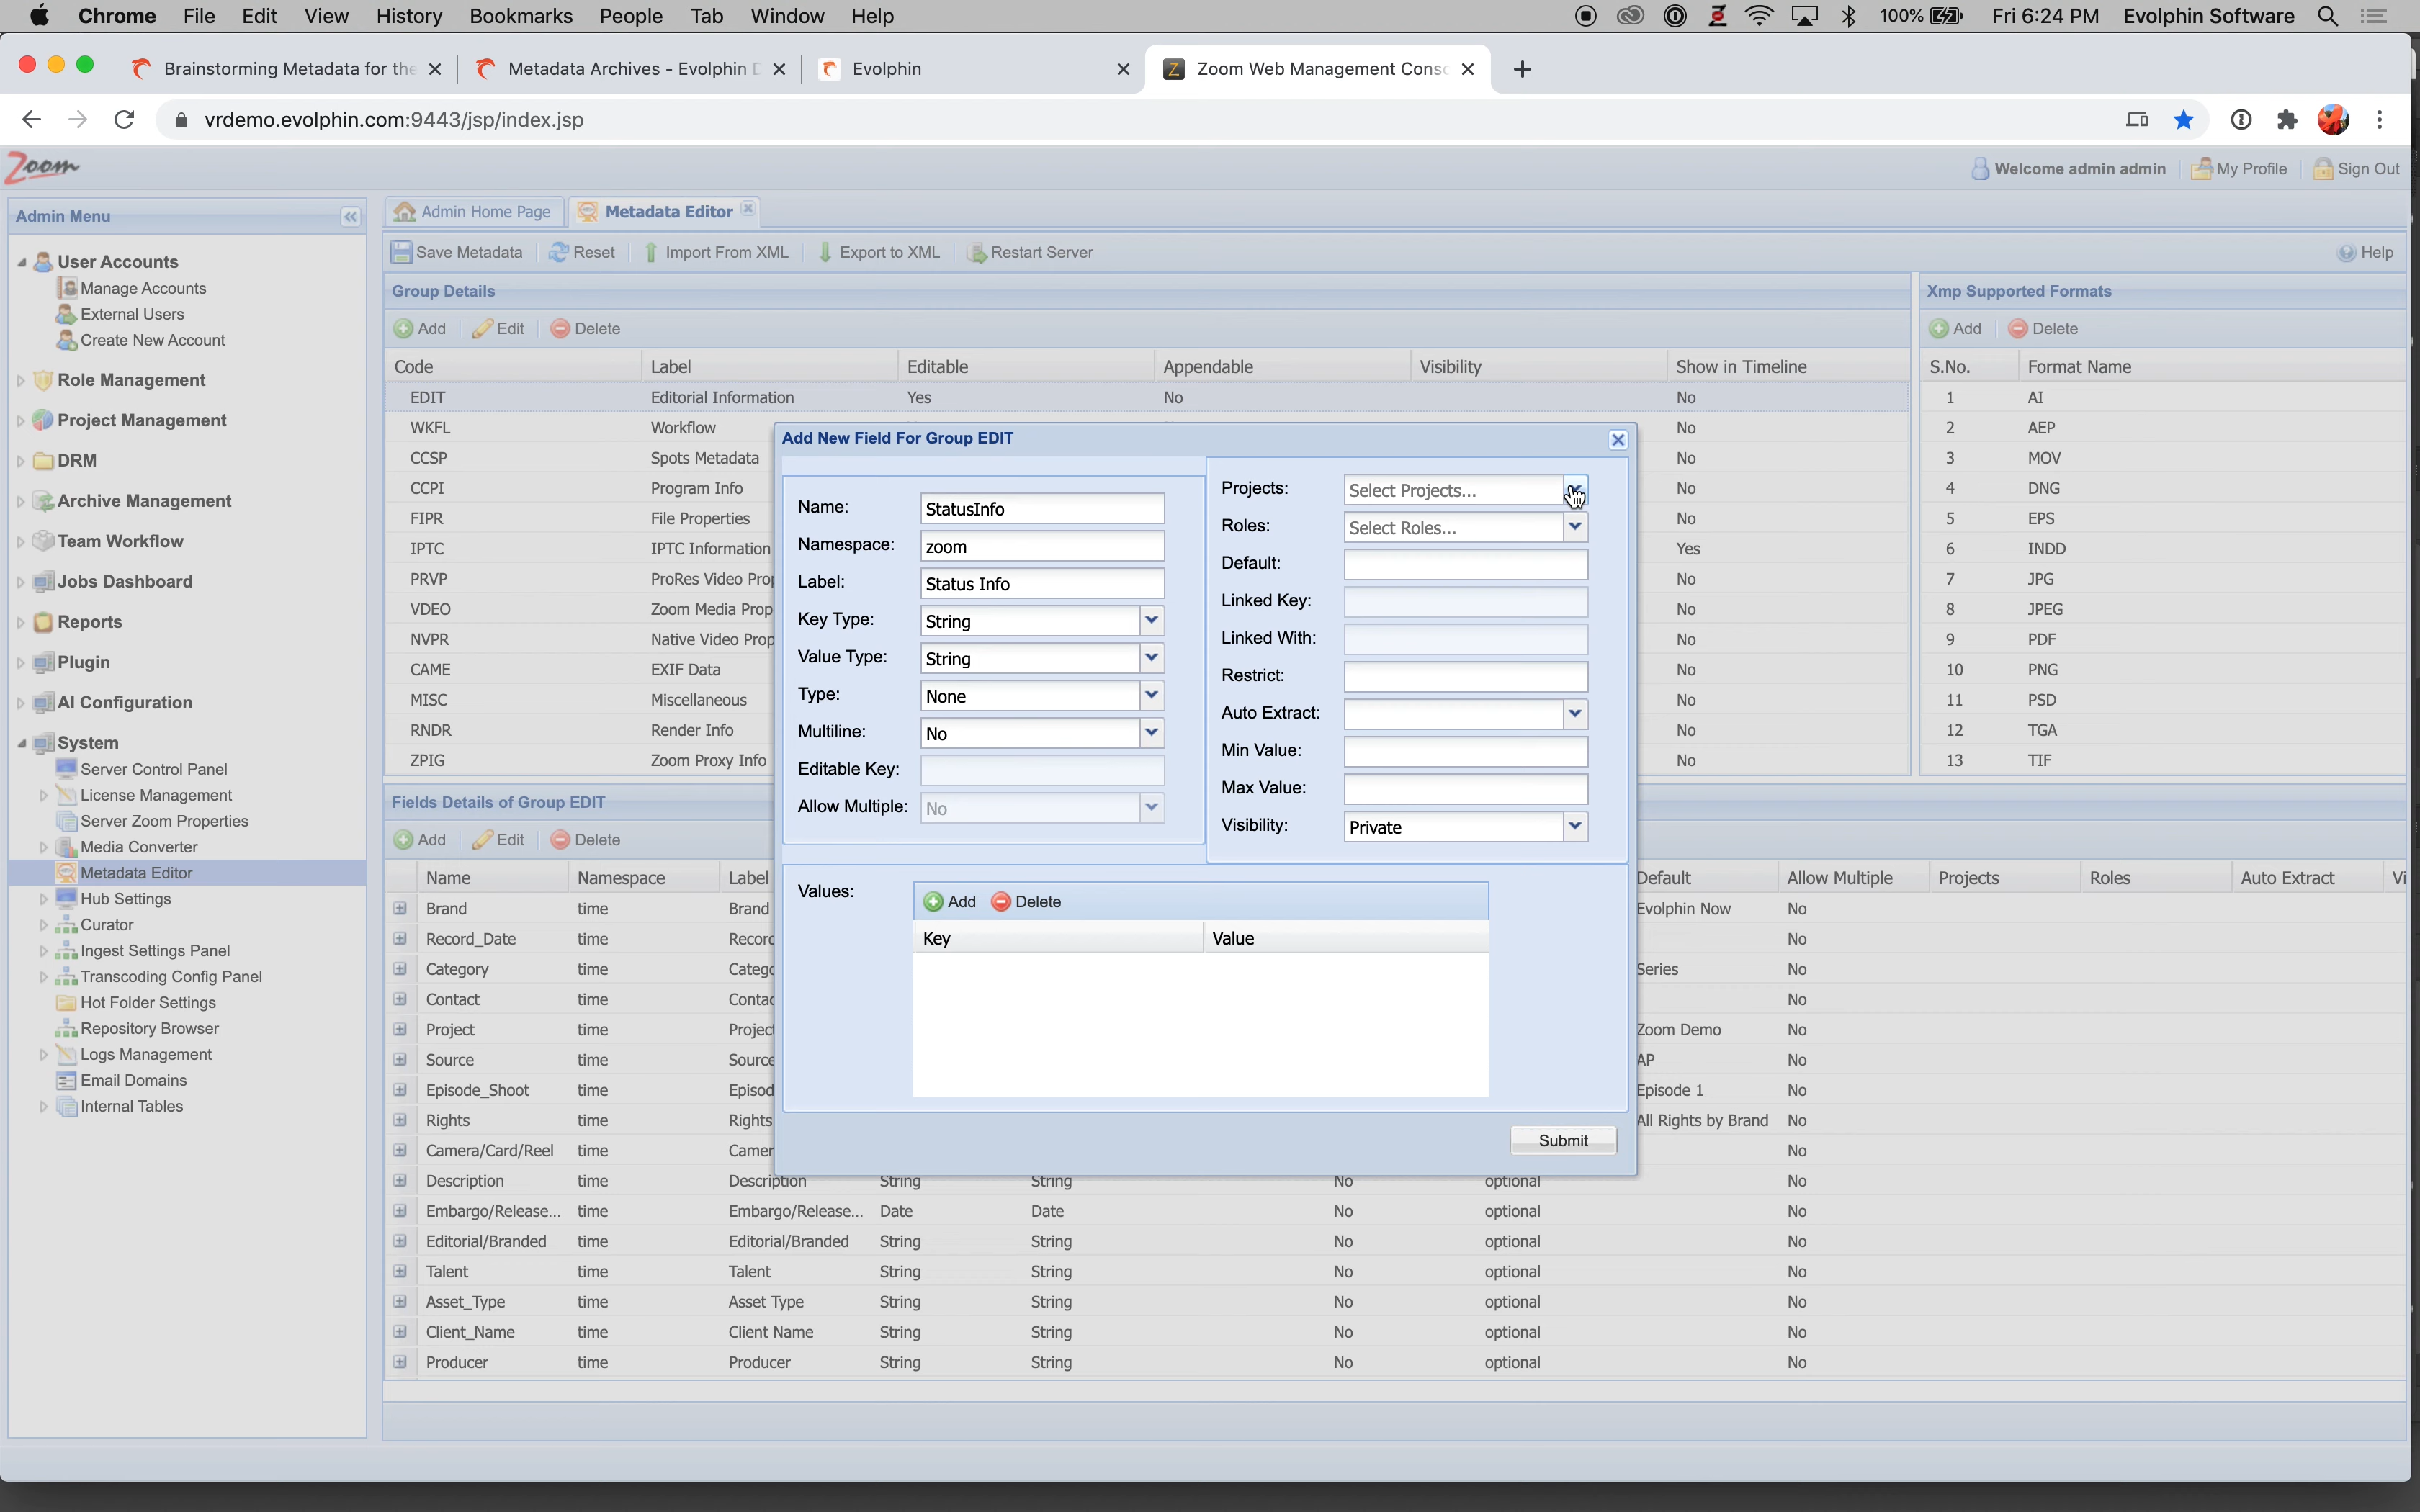 Chrome File Edit View History Bookmarks People Tab Window Help 100% Fri 6:24 PM Evolphin Software
Brainstorming Metadata for the Metadata Archives - Evolphin D Evolphin Zoom Web Management Conso
vrdemo.evolphin.com:9443/jsp/index.jsp
Zoom Welcome admin admin My Profile Sign Out
Admin Menu
User Accounts
Manage Accounts
External Users
Create New Account
Role Management
Project Management
DRM
Archive Management
Team Workflow
Jobs Dashboard
Reports
Plugin
AI Configuration
System
Server Control Panel
License Management
Server Zoom Properties
Media Converter
Metadata Editor
Hub Settings
Curator
Ingest Settings Panel
Transcoding Config Panel
Hot Folder Settings
Repository Browser
Logs Management
Email Domains
Internal Tables
Admin Home Page Metadata Editor
Save Metadata Reset Import From XML Export to XML Restart Server Help
Group Details
Add Edit Delete
Code Label Editable Appendable Visibility Show in Timeline
EDIT Editorial Information Yes No No
WKFL Workflow No
CCSP Spots Metadata No
CCPI Program Info No
FIPR File Properties No
IPTC IPTC Information Yes
PRVP ProRes Video Prop No
VDEO Zoom Media Prop No
NVPR Native Video Prop No
CAME EXIF Data No
MISC Miscellaneous No
RNDR Render Info No
ZPIG Zoom Proxy Info No
Xmp Supported Formats
Add Delete
S.No. Format Name
1 AI
2 AEP
3 MOV
4 DNG
5 EPS
6 INDD
7 JPG
8 JPEG
9 PDF
10 PNG
11 PSD
12 TGA
13 TIF
Add New Field For Group EDIT
Name: StatusInfo
Namespace: zoom
Label: Status Info
Key Type: String
Value Type: String
Type: None
Multiline: No
Editable Key:
Allow Multiple: No
Projects: Select Projects...
Roles: Select Roles...
Default:
Linked Key:
Linked With:
Restrict:
Auto Extract:
Min Value:
Max Value:
Visibility: Private
Values:
Add Delete
Key Value
Submit
Fields Details of Group EDIT
Add Edit Delete
Name Namespace Label Default Allow Multiple Projects Roles Auto Extract Vi
Brand time Brand Evolphin Now No
Record_Date time Record No
Category time Catego Series No
Contact time Contac No
Project time Project Zoom Demo No
Source time Source AP No
Episode_Shoot time Episod Episode 1 No
Rights time Rights All Rights by Brand No
Camera/Card/Reel time Camer No
Description time Description String String No optional No
Embargo/Release... time Embargo/Release... Date Date No optional No
Editorial/Branded time Editorial/Branded String String No optional No
Talent time Talent String String No optional No
Asset_Type time Asset Type String String No optional No
Client_Name time Client Name String String No optional No
Producer time Producer String String No optional No